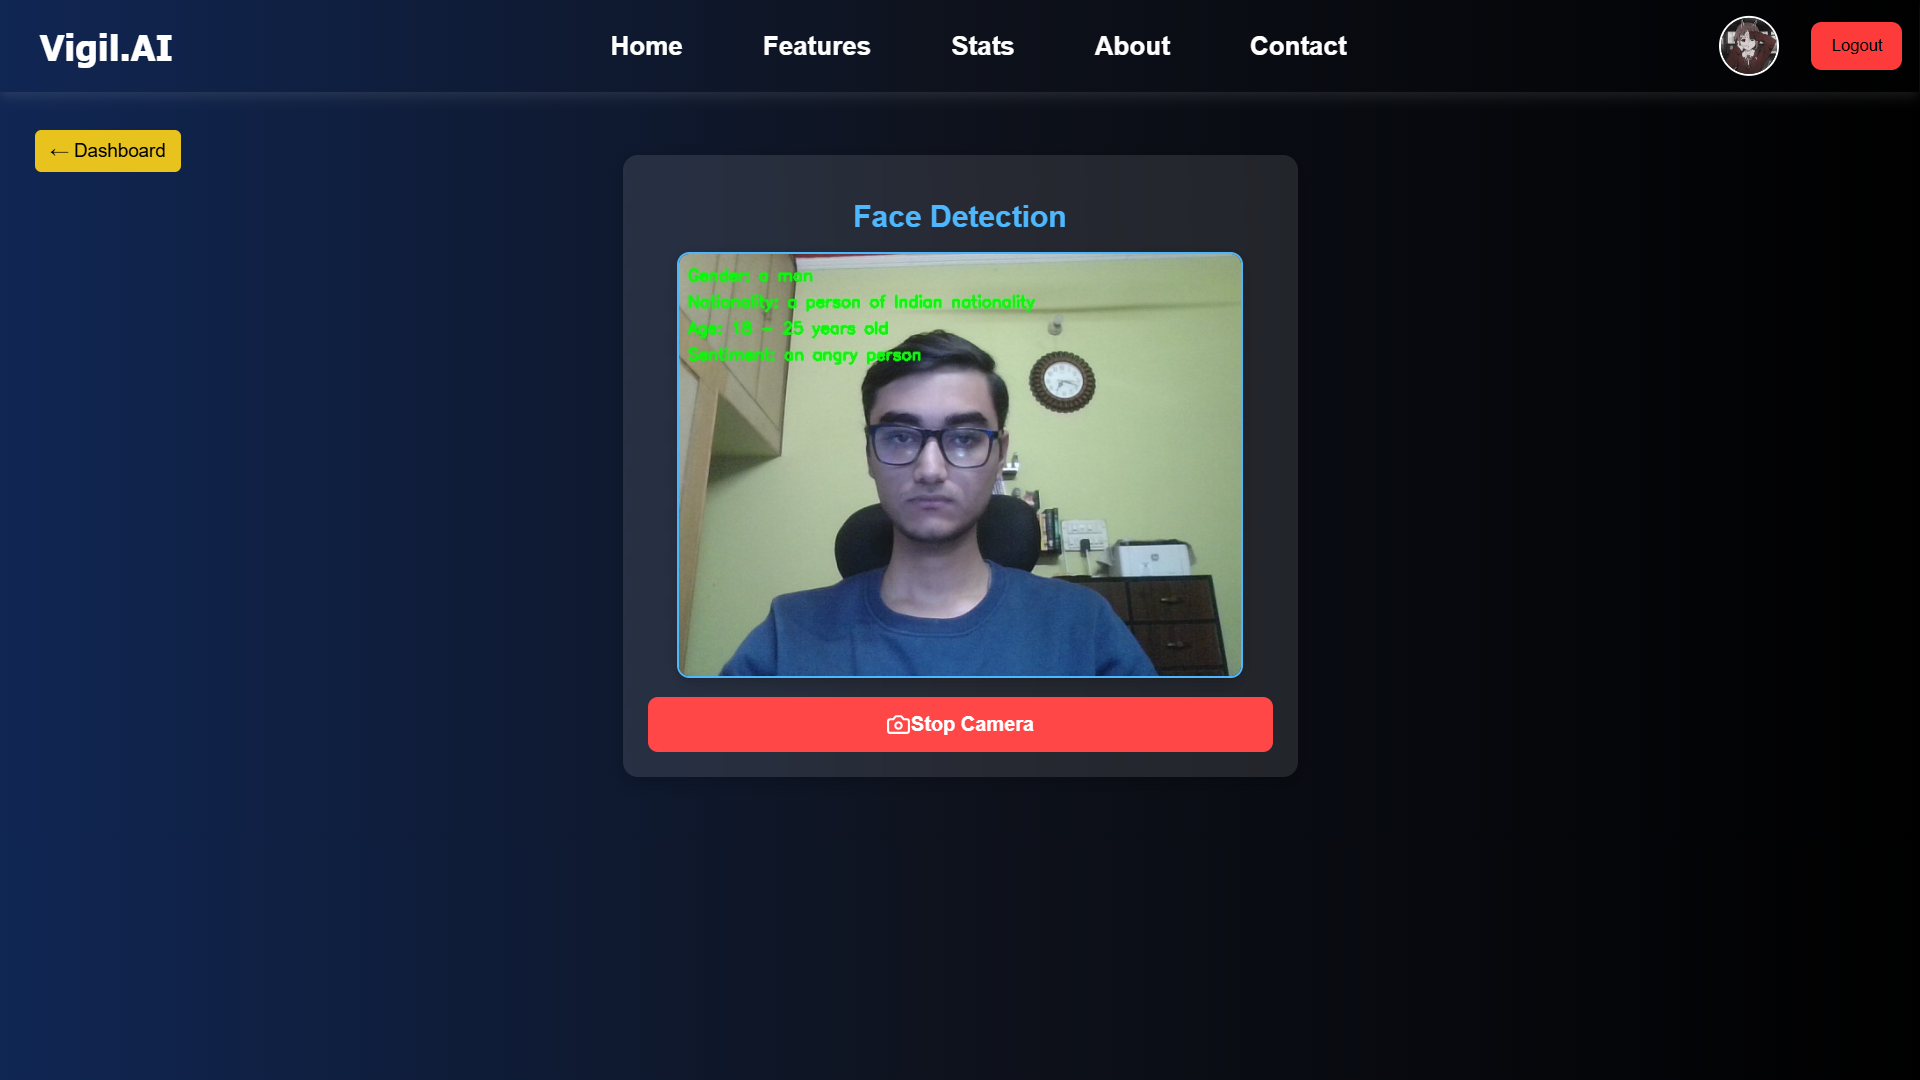 Vigil.AI
Home
Features
Stats
About
Contact
Logout
← Dashboard
Face Detection
Gender: a man
Nationality: a person of Indian nationality
Age: 18 - 25 years old
Sentiment: an angry person
Stop Camera